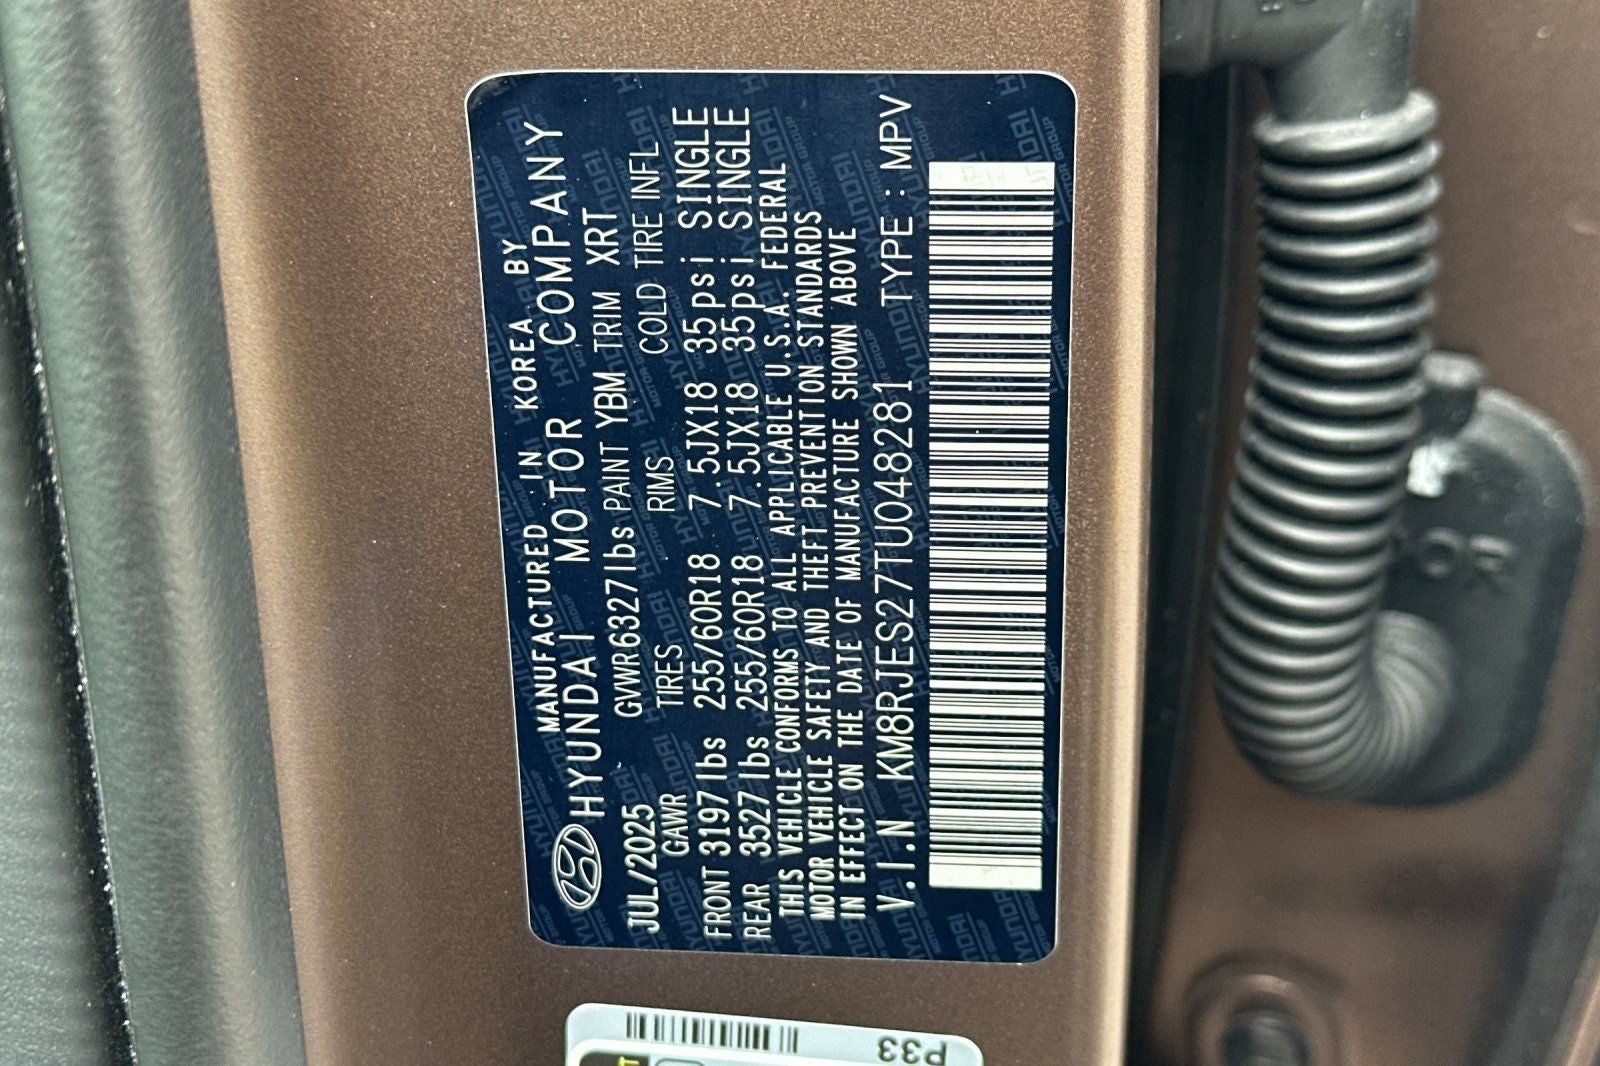 MANUFACTURED IN KOREA BY
HYUNDAI MOTOR COMPANY
JUL/2025 GVWR6327lbs PAINT YBM TRIM XRT
GAWR TIRES RIMS COLD TIRE INFL
FRONT 3197lbs 255/60R18 7.5JX18 35psi SINGLE
REAR 3527lbs 255/60R18 7.5JX18 35psi SINGLE
THIS VEHICLE CONFORMS TO ALL APPLICABLE U.S.A. FEDERAL
MOTOR VEHICLE SAFETY AND THEFT PREVENTION STANDARDS
IN EFFECT ON THE DATE OF MANUFACTURE SHOWN ABOVE
V.I.N KM8RJES27TU048281 TYPE : MPV
P33